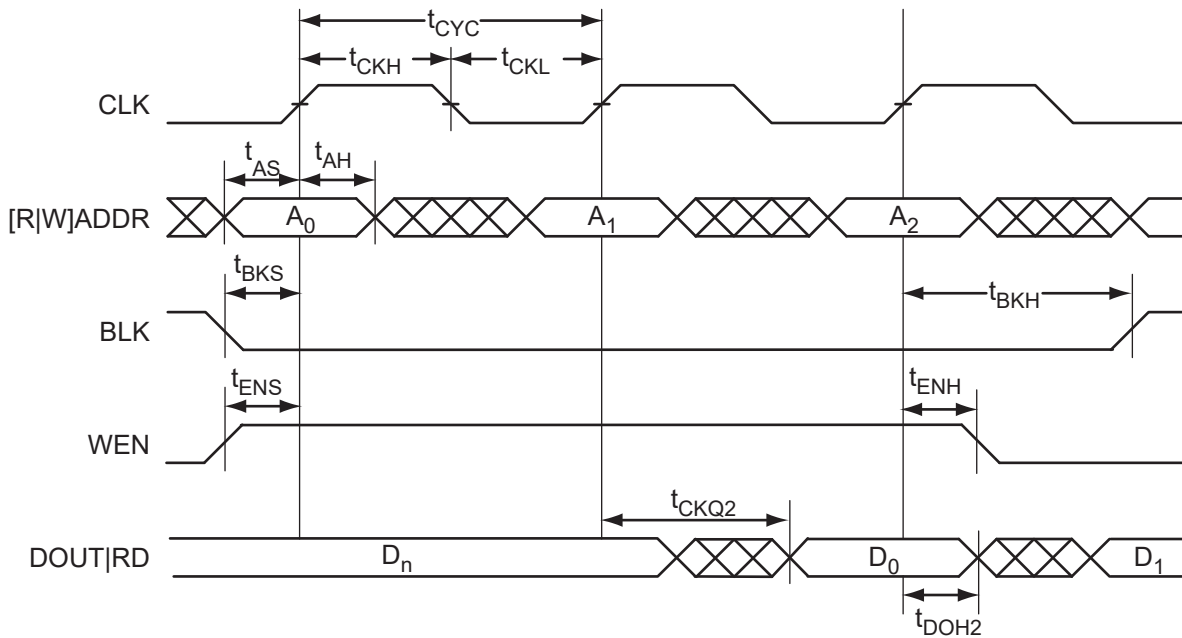 tCYC
tCKH tCKL
CLK
tAS tAH
[R|W]ADDR A0 A1 A2
tBKS tBKH
BLK
tENS tENH
WEN
tCKQ2
DOUT|RD Dn D0 D1
tDOH2